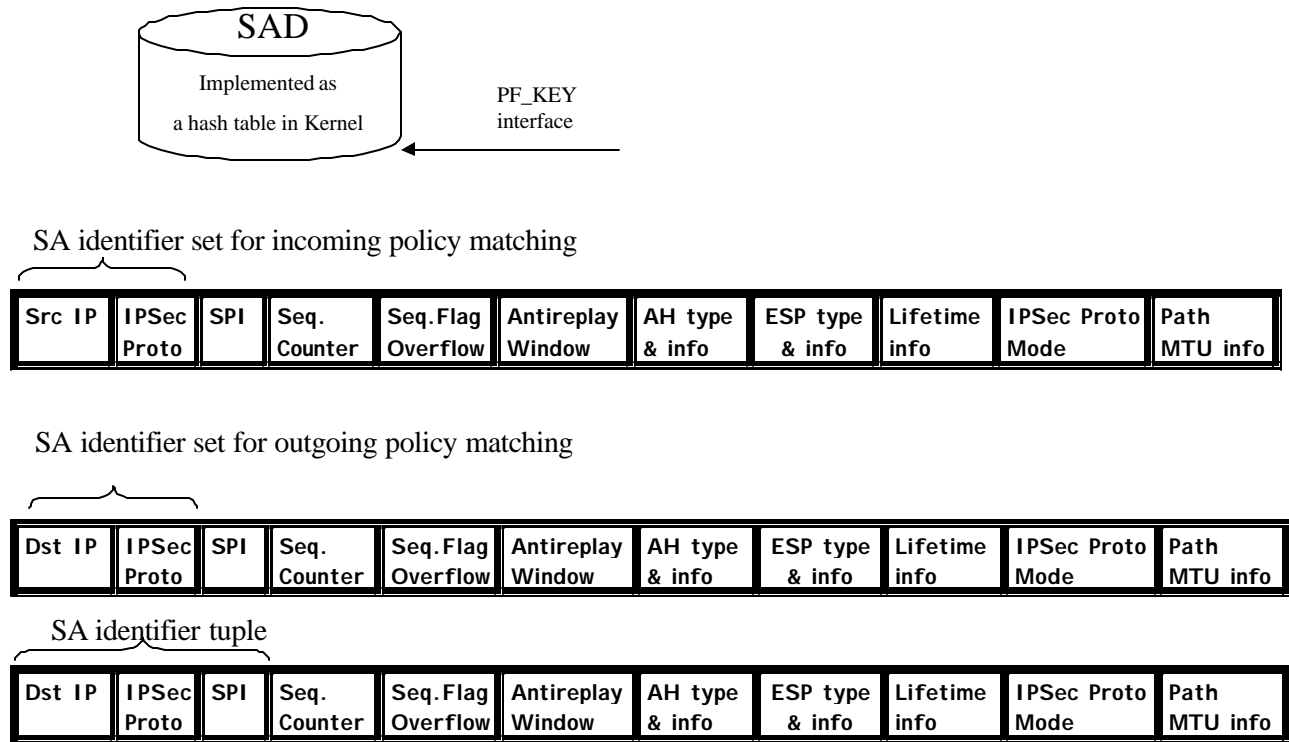 SAD
Implemented as
a hash table in Kernel
PF_KEY
interface
SA identifier set for incoming policy matching
Src IP IPSec SPI Seq. Seq.Flag Antireplay AH type ESP type Lifetime IPSec Proto Path
Proto Counter Overflow Window & info & info info Mode MTU info
SA identifier set for outgoing policy matching
Dst IP IPSec SPI Seq. Seq.Flag Antireplay AH type ESP type Lifetime IPSec Proto Path
Proto Counter Overflow Window & info & info info Mode MTU info
SA identifier tuple
Dst IP IPSec SPI Seq. Seq.Flag Antireplay AH type ESP type Lifetime IPSec Proto Path
Proto Counter Overflow Window & info & info info Mode MTU info